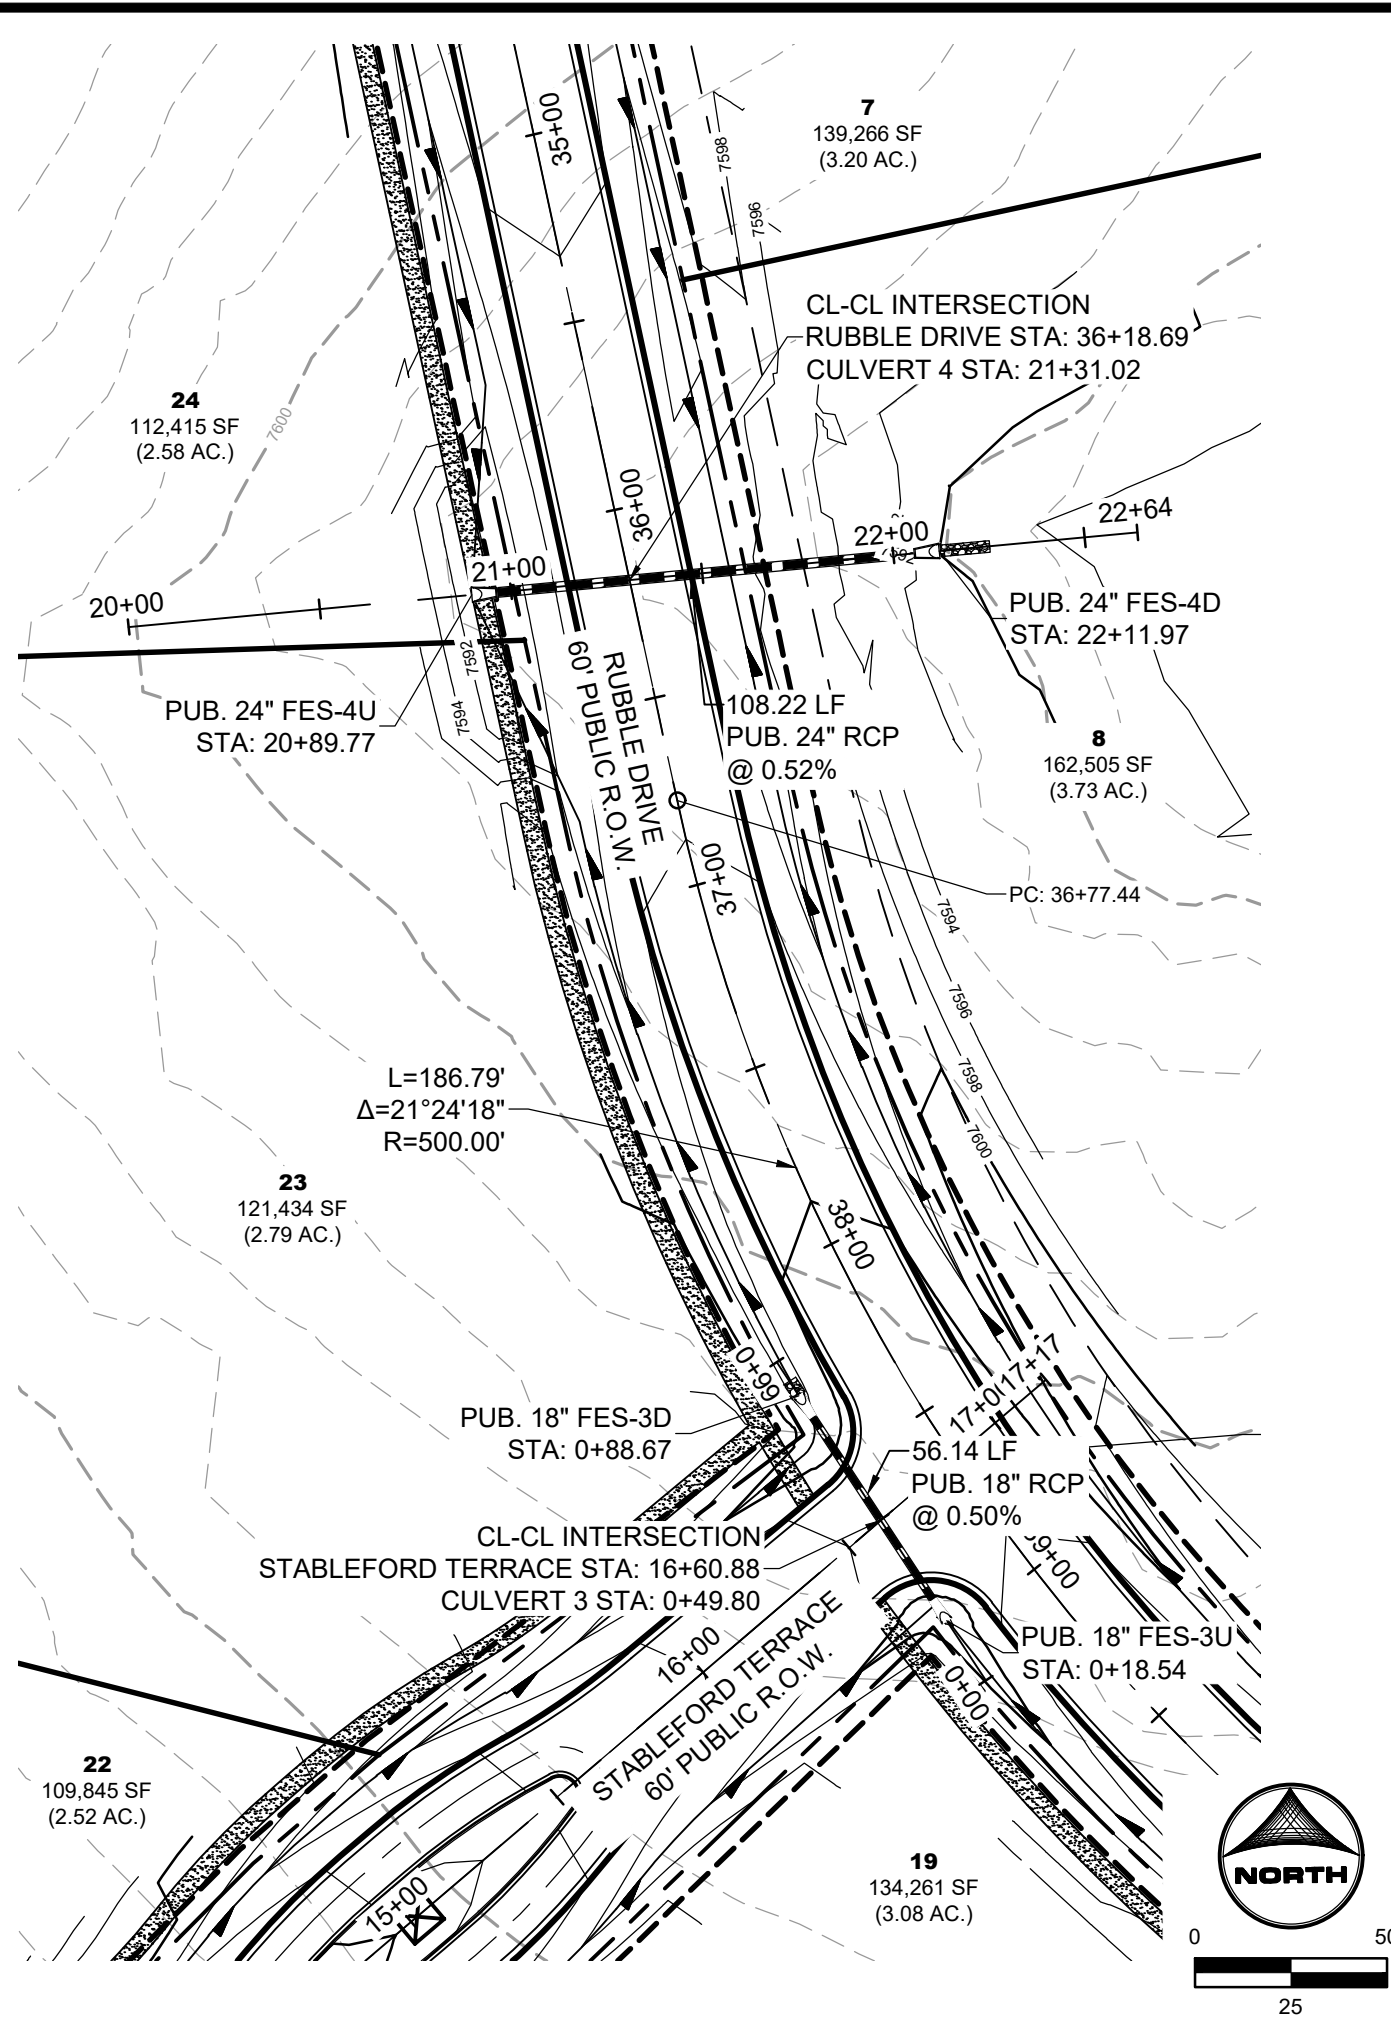 35+00
7598
7
139,266 SF
(3.20 AC.)
7596
CL-CL INTERSECTION
RUBBLE DRIVE STA: 36+18.69
CULVERT 4 STA: 21+31.02
24
112,415 SF
(2.58 AC.)
7600
36+00
20+00
21+00
22+00
22+64
PUB. 24" FES-4D
STA: 22+11.97
7592
7594
PUB. 24" FES-4U
STA: 20+89.77
RUBBLE DRIVE
60' PUBLIC R.O.W.
108.22 LF
PUB. 24" RCP
@ 0.52%
8
162,505 SF
(3.73 AC.)
37+00
PC: 36+77.44
7594
7596
7598
7600
L=186.79'
Δ=21°24'18"
R=500.00'
23
121,434 SF
(2.79 AC.)
38+00
0+99
17+17
PUB. 18" FES-3D
STA: 0+88.67
56.14 LF
PUB. 18" RCP
@ 0.50%
CL-CL INTERSECTION
STABLEFORD TERRACE STA: 16+60.88
CULVERT 3 STA: 0+49.80
9+00
16+00
STABLEFORD TERRACE
60' PUBLIC R.O.W.
PUB. 18" FES-3U
STA: 0+18.54
0+00
22
109,845 SF
(2.52 AC.)
15+00
19
134,261 SF
(3.08 AC.)
NORTH
0
25